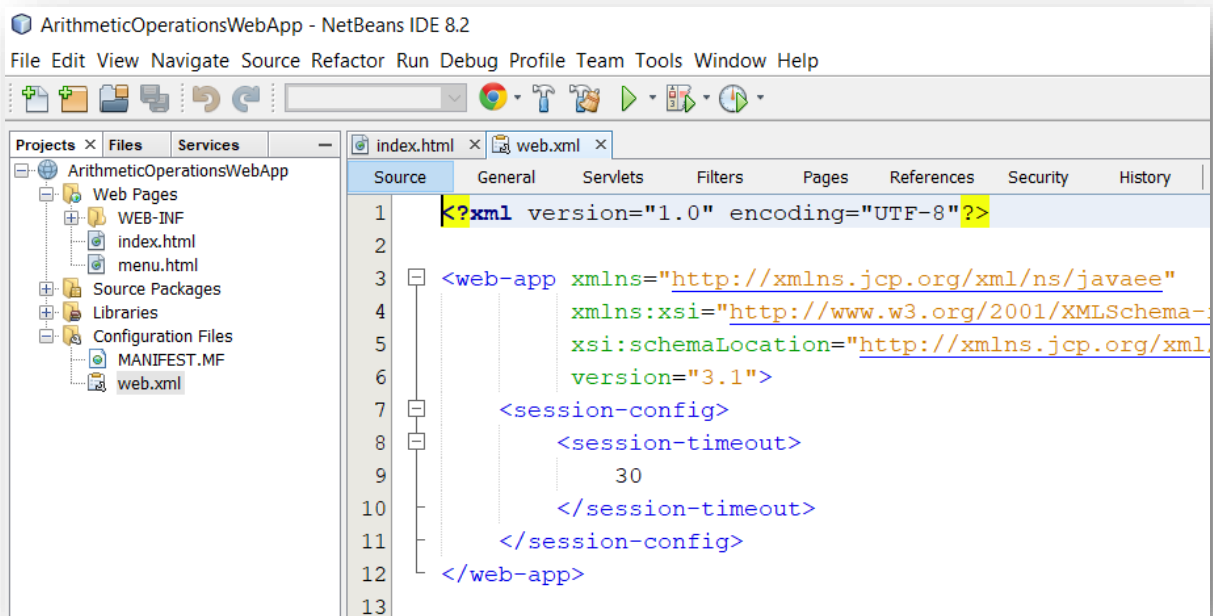 ArithmeticOperationsWebApp - NetBeans IDE 8.2
File Edit View Navigate Source Refactor Run Debug Profile Team Tools Window Help
Projects × Files Services –
ArithmeticOperationsWebApp
Web Pages
WEB-INF
index.html
menu.html
Source Packages
Libraries
Configuration Files
MANIFEST.MF
web.xml
index.html × web.xml ×
Source General Servlets Filters Pages References Security History
1 <?xml version="1.0" encoding="UTF-8"?>
2
3 <web-app xmlns="http://xmlns.jcp.org/xml/ns/javaee"
4 xmlns:xsi="http://www.w3.org/2001/XMLSchema-
5 xsi:schemaLocation="http://xmlns.jcp.org/xml
6 version="3.1">
7 <session-config>
8 <session-timeout>
9 30
10 </session-timeout>
11 </session-config>
12 </web-app>
13